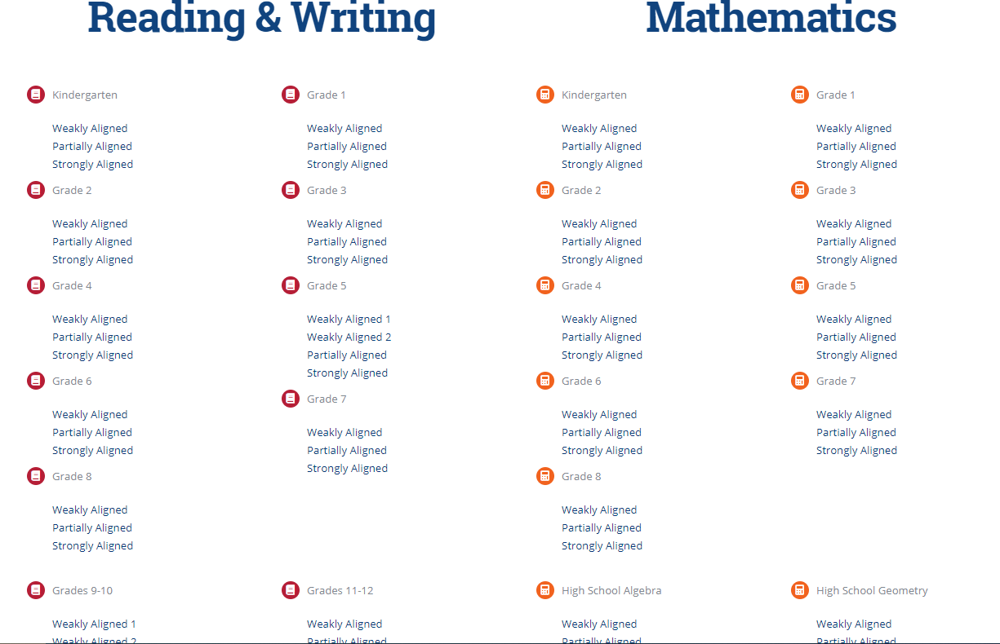 Reading & Writing
Kindergarten
Weakly Aligned
Partially Aligned
Strongly Aligned
Grade 1
Weakly Aligned
Partially Aligned
Strongly Aligned
Grade 2
Weakly Aligned
Partially Aligned
Strongly Aligned
Grade 3
Weakly Aligned
Partially Aligned
Strongly Aligned
Grade 4
Weakly Aligned
Partially Aligned
Strongly Aligned
Grade 5
Weakly Aligned 1
Weakly Aligned 2
Partially Aligned
Strongly Aligned
Grade 6
Weakly Aligned
Partially Aligned
Strongly Aligned
Grade 7
Weakly Aligned
Partially Aligned
Strongly Aligned
Grade 8
Weakly Aligned
Partially Aligned
Strongly Aligned
Grades 9-10
Weakly Aligned 1
Weakly Aligned 2
Grades 11-12
Weakly Aligned
Partially Aligned
Mathematics
Kindergarten
Weakly Aligned
Partially Aligned
Strongly Aligned
Grade 1
Weakly Aligned
Partially Aligned
Strongly Aligned
Grade 2
Weakly Aligned
Partially Aligned
Strongly Aligned
Grade 3
Weakly Aligned
Partially Aligned
Strongly Aligned
Grade 4
Weakly Aligned
Partially Aligned
Strongly Aligned
Grade 5
Weakly Aligned
Partially Aligned
Strongly Aligned
Grade 6
Weakly Aligned
Partially Aligned
Strongly Aligned
Grade 7
Weakly Aligned
Partially Aligned
Strongly Aligned
Grade 8
Weakly Aligned
Partially Aligned
Strongly Aligned
High School Algebra
Weakly Aligned
Partially Aligned
High School Geometry
Weakly Aligned
Partially Aligned